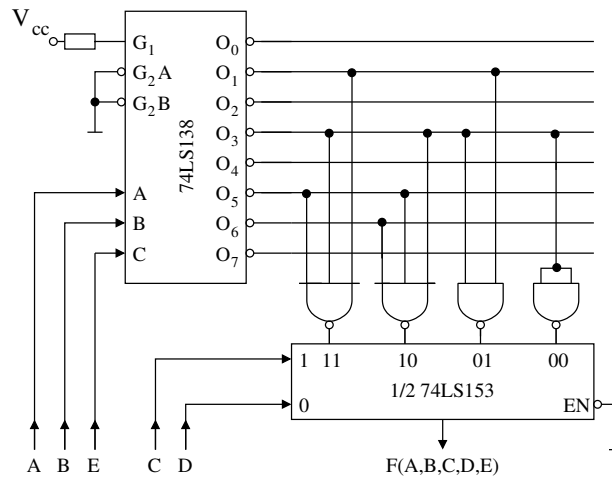 Vcc
G1
G2A
G2B
A
B
C
74LS138
O0
O1
O2
O3
O4
O5
O6
O7
1 11 10 01 00
1/2 74LS153
0 EN
A B E C D F(A,B,C,D,E)